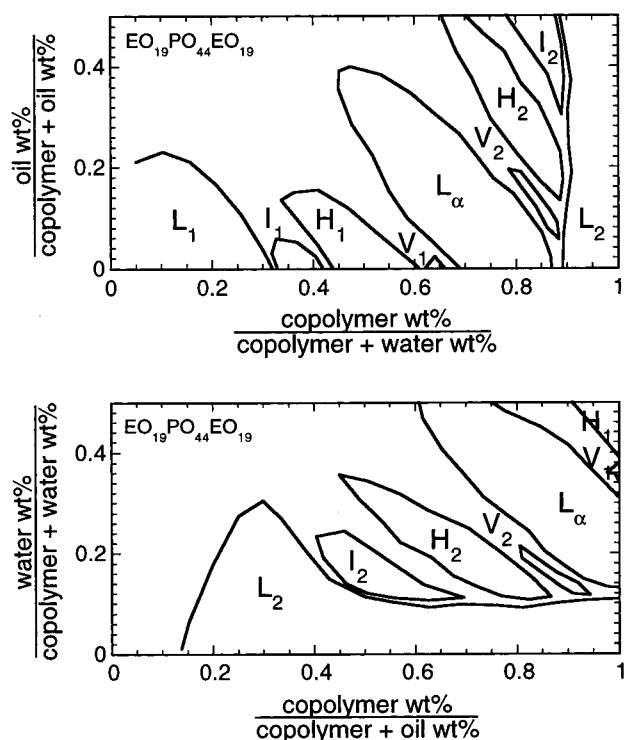 EO₁₉PO₄₄EO₁₉
oil wt%
copolymer + oil wt%
0.4
0.2
0
L₁
I₁
H₁
V₁
Lα
V₂
H₂
I₂
L₂
0 0.2 0.4 0.6 0.8 1
copolymer wt%
copolymer + water wt%
EO₁₉PO₄₄EO₁₉
water wt%
copolymer + water wt%
0.4
0.2
0
L₂
I₂
H₂
V₂
Lα
H₁
V₁
0 0.2 0.4 0.6 0.8 1
copolymer wt%
copolymer + oil wt%